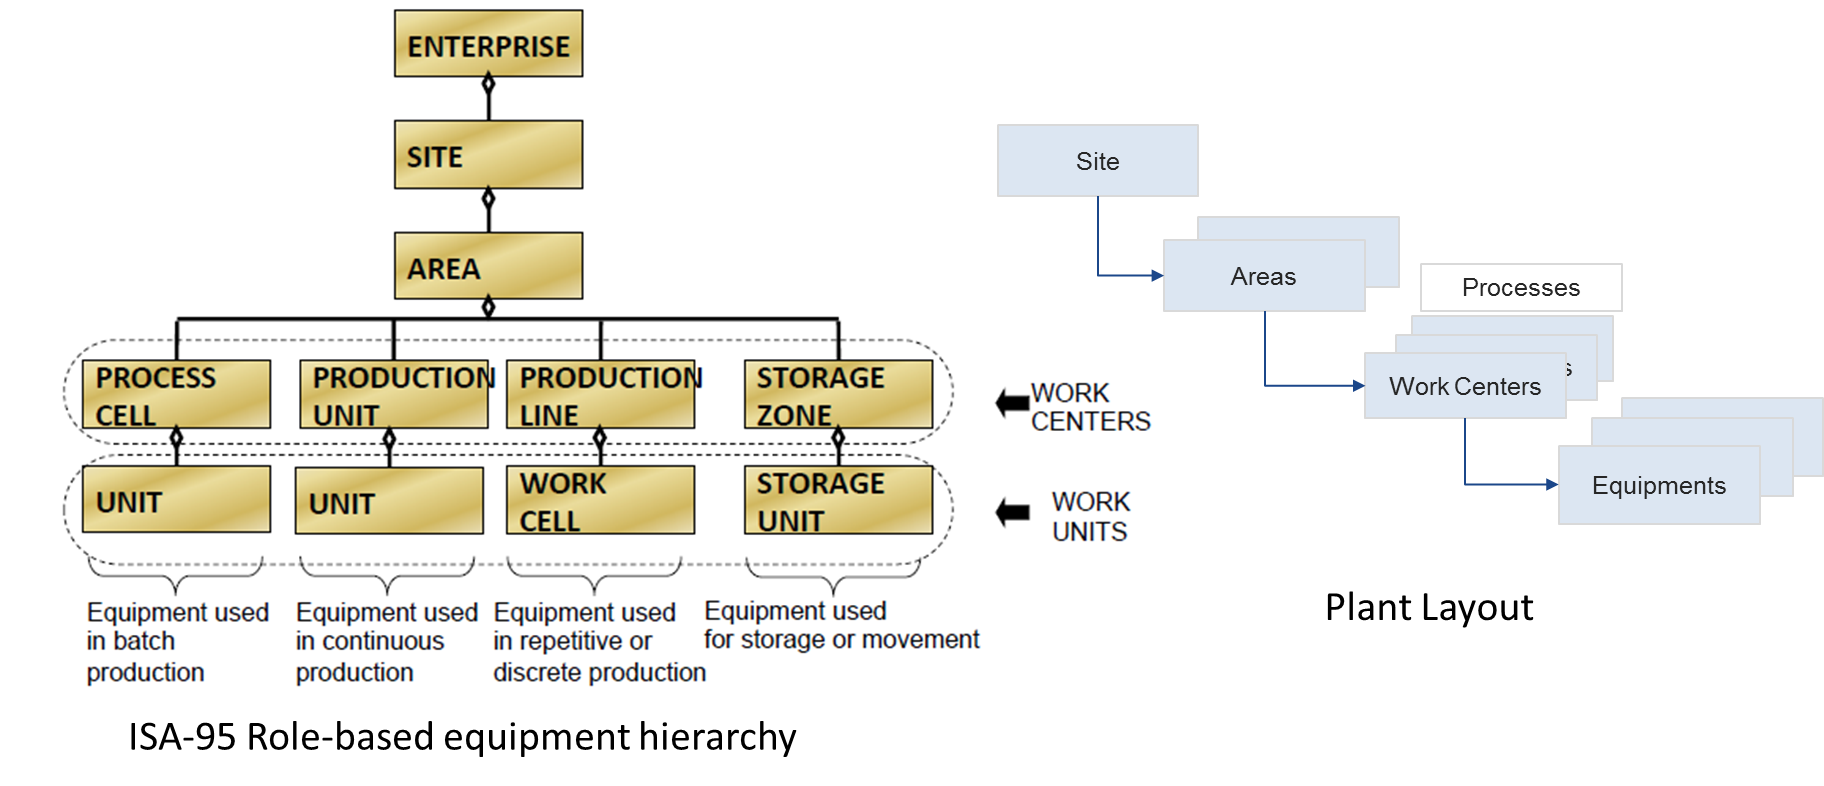 ENTERPRISE
SITE
AREA
PROCESS
CELL
PRODUCTION
UNIT
PRODUCTION
LINE
STORAGE
ZONE
WORK
CENTERS
UNIT
UNIT
WORK
CELL
STORAGE
UNIT
WORK
UNITS
Equipment used
in batch
production
Equipment used
in continuous
production
Equipment used
in repetitive or
discrete production
Equipment used
for storage or movement
ISA-95 Role-based equipment hierarchy
Site
Areas
Processes
Work Centers
Equipments
Plant Layout